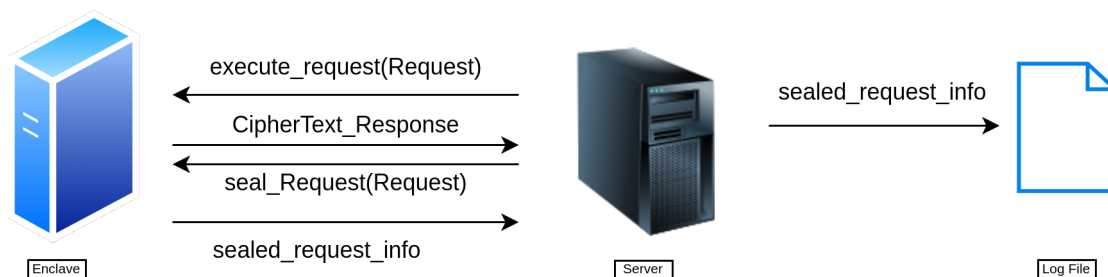 execute_request(Request)
CipherText_Response
seal_Request(Request)
sealed_request_info
sealed_request_info
Enclave
Server
Log File